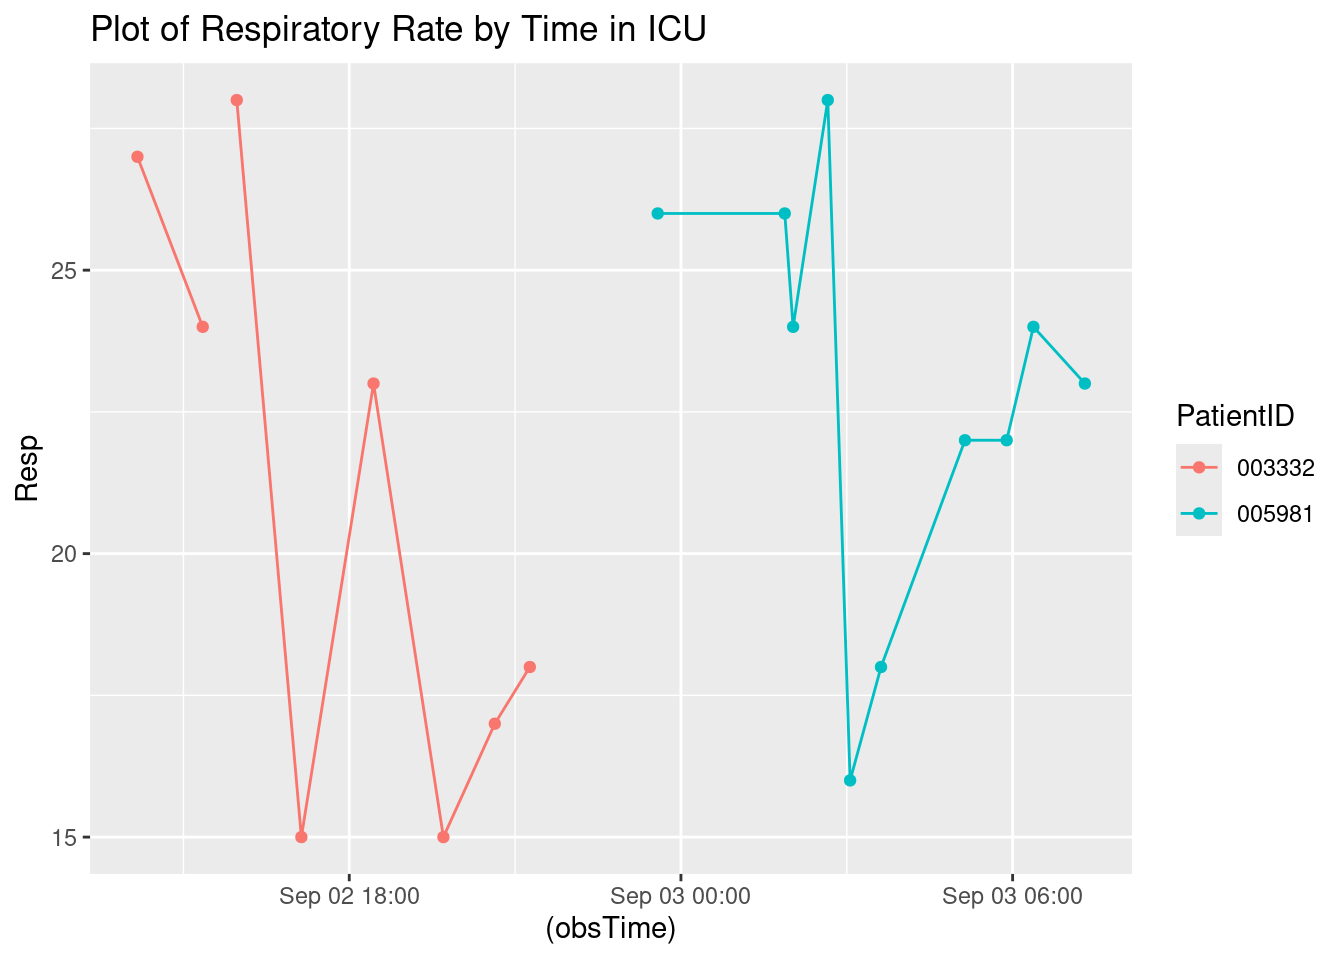 Plot of Respiratory Rate by Time in ICU
Resp
25
20
15
Sep 02 18:00
Sep 03 00:00
Sep 03 06:00
(obsTime)
PatientID
003332
005981